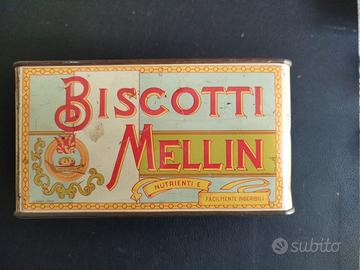 BISCOTTI
MELLIN
NUTRIENTI E
FACILMENTE DIGERIBILI
subito